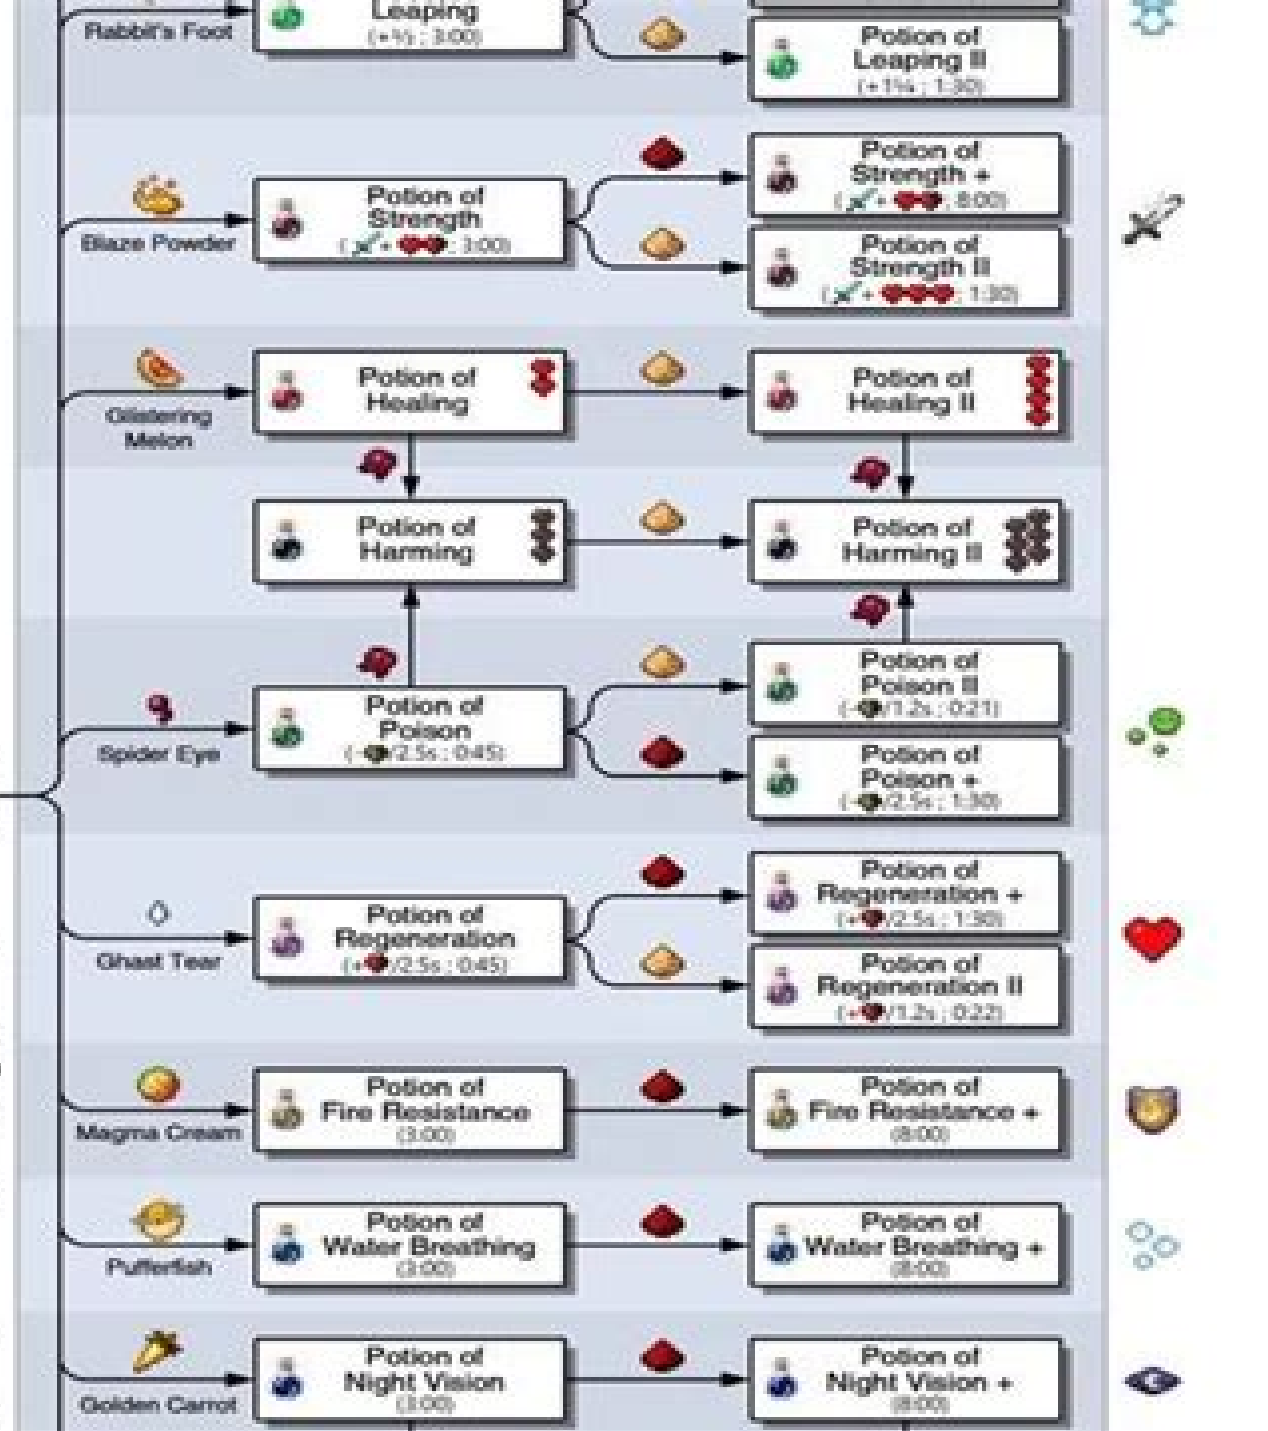 Rabbit's Foot
Leaping
(+½ ; 3:00)
Potion of
Leaping II
(+1¼ ; 1:30)
Blaze Powder
Potion of
Strength
( + ; 3:00)
Potion of
Strength +
( + ; 8:00)
Potion of
Strength II
( + ; 1:30)
Glistering
Melon
Potion of
Healing
Potion of
Healing II
Potion of
Harming
Potion of
Harming II
Spider Eye
Potion of
Poison
(-/2.5s ; 0:45)
Potion of
Poison II
(-/1.2s ; 0:21)
Potion of
Poison +
(-/2.5s ; 1:30)
Ghast Tear
Potion of
Regeneration
(+/2.5s ; 0:45)
Potion of
Regeneration +
(+/2.5s ; 1:30)
Potion of
Regeneration II
(+/1.2s ; 0:22)
Magma Cream
Potion of
Fire Resistance
(3:00)
Potion of
Fire Resistance +
(8:00)
Pufferfish
Potion of
Water Breathing
(3:00)
Potion of
Water Breathing +
(8:00)
Golden Carrot
Potion of
Night Vision
(3:00)
Potion of
Night Vision +
(8:00)